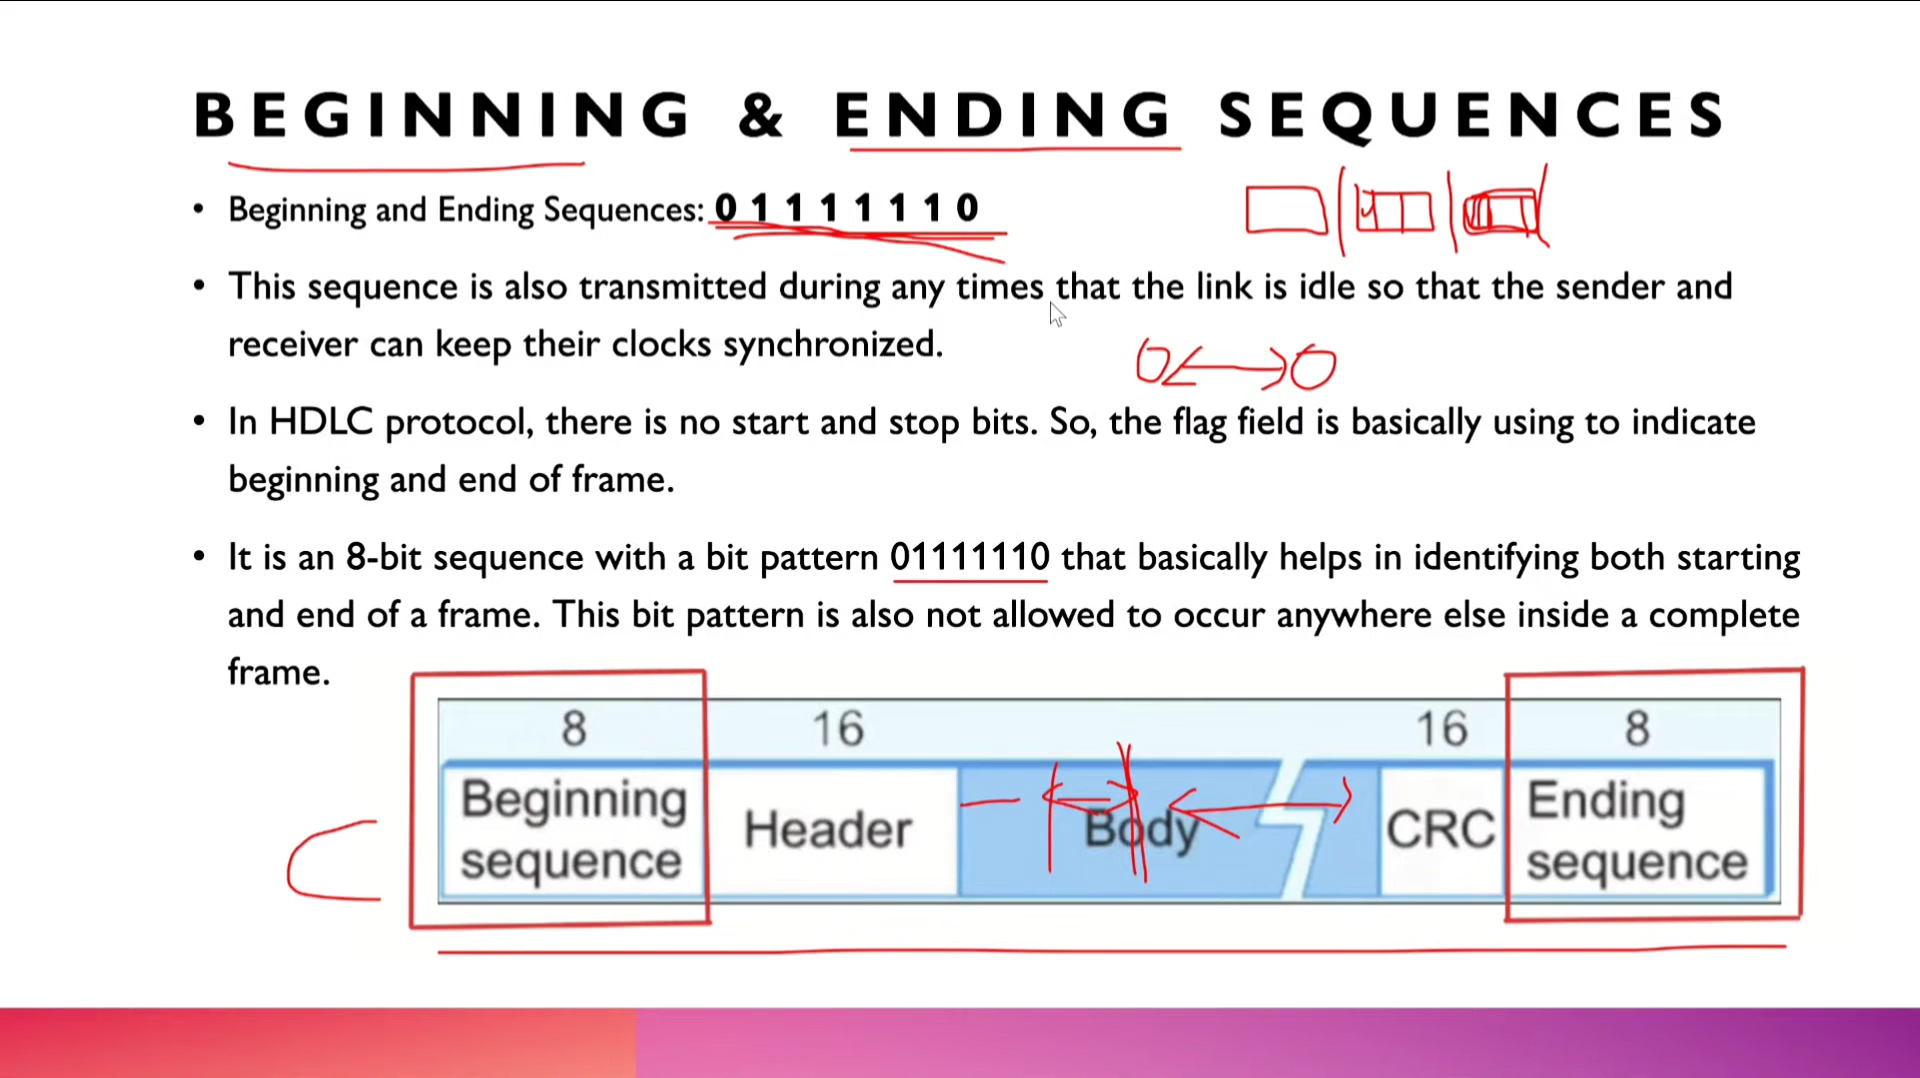 BEGINNING & ENDING SEQUENCES
• Beginning and Ending Sequences: 0 1 1 1 1 1 1 0
• This sequence is also transmitted during any times that the link is idle so that the sender and
receiver can keep their clocks synchronized.
• In HDLC protocol, there is no start and stop bits. So, the flag field is basically using to indicate
beginning and end of frame.
• It is an 8-bit sequence with a bit pattern 01111110 that basically helps in identifying both starting
and end of a frame. This bit pattern is also not allowed to occur anywhere else inside a complete
frame.
8 16 16 8
Beginning sequence Header Body CRC Ending sequence